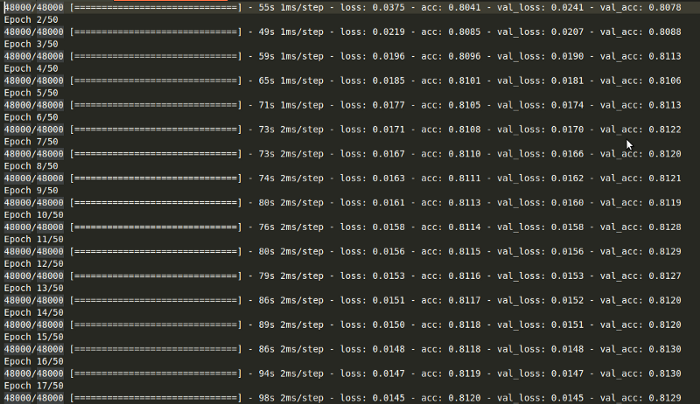 48000/48000 [==============================] - 55s 1ms/step - loss: 0.0375 - acc: 0.8041 - val_loss: 0.0241 - val_acc: 0.8078
Epoch 2/50
48000/48000 [==============================] - 49s 1ms/step - loss: 0.0219 - acc: 0.8085 - val_loss: 0.0207 - val_acc: 0.8088
Epoch 3/50
48000/48000 [==============================] - 59s 1ms/step - loss: 0.0196 - acc: 0.8096 - val_loss: 0.0190 - val_acc: 0.8113
Epoch 4/50
48000/48000 [==============================] - 65s 1ms/step - loss: 0.0185 - acc: 0.8101 - val_loss: 0.0181 - val_acc: 0.8106
Epoch 5/50
48000/48000 [==============================] - 71s 1ms/step - loss: 0.0177 - acc: 0.8105 - val_loss: 0.0174 - val_acc: 0.8113
Epoch 6/50
48000/48000 [==============================] - 73s 2ms/step - loss: 0.0171 - acc: 0.8108 - val_loss: 0.0170 - val_acc: 0.8122
Epoch 7/50
48000/48000 [==============================] - 73s 2ms/step - loss: 0.0167 - acc: 0.8110 - val_loss: 0.0166 - val_acc: 0.8120
Epoch 8/50
48000/48000 [==============================] - 74s 2ms/step - loss: 0.0163 - acc: 0.8111 - val_loss: 0.0162 - val_acc: 0.8121
Epoch 9/50
48000/48000 [==============================] - 80s 2ms/step - loss: 0.0161 - acc: 0.8113 - val_loss: 0.0160 - val_acc: 0.8119
Epoch 10/50
48000/48000 [==============================] - 76s 2ms/step - loss: 0.0158 - acc: 0.8114 - val_loss: 0.0158 - val_acc: 0.8128
Epoch 11/50
48000/48000 [==============================] - 80s 2ms/step - loss: 0.0156 - acc: 0.8115 - val_loss: 0.0156 - val_acc: 0.8129
Epoch 12/50
48000/48000 [==============================] - 79s 2ms/step - loss: 0.0153 - acc: 0.8116 - val_loss: 0.0153 - val_acc: 0.8127
Epoch 13/50
48000/48000 [==============================] - 86s 2ms/step - loss: 0.0151 - acc: 0.8117 - val_loss: 0.0152 - val_acc: 0.8120
Epoch 14/50
48000/48000 [==============================] - 89s 2ms/step - loss: 0.0150 - acc: 0.8118 - val_loss: 0.0151 - val_acc: 0.8120
Epoch 15/50
48000/48000 [==============================] - 86s 2ms/step - loss: 0.0148 - acc: 0.8118 - val_loss: 0.0148 - val_acc: 0.8130
Epoch 16/50
48000/48000 [==============================] - 94s 2ms/step - loss: 0.0147 - acc: 0.8119 - val_loss: 0.0147 - val_acc: 0.8130
Epoch 17/50
48000/48000 [==============================] - 98s 2ms/step - loss: 0.0145 - acc: 0.8120 - val_loss: 0.0145 - val_acc: 0.8129